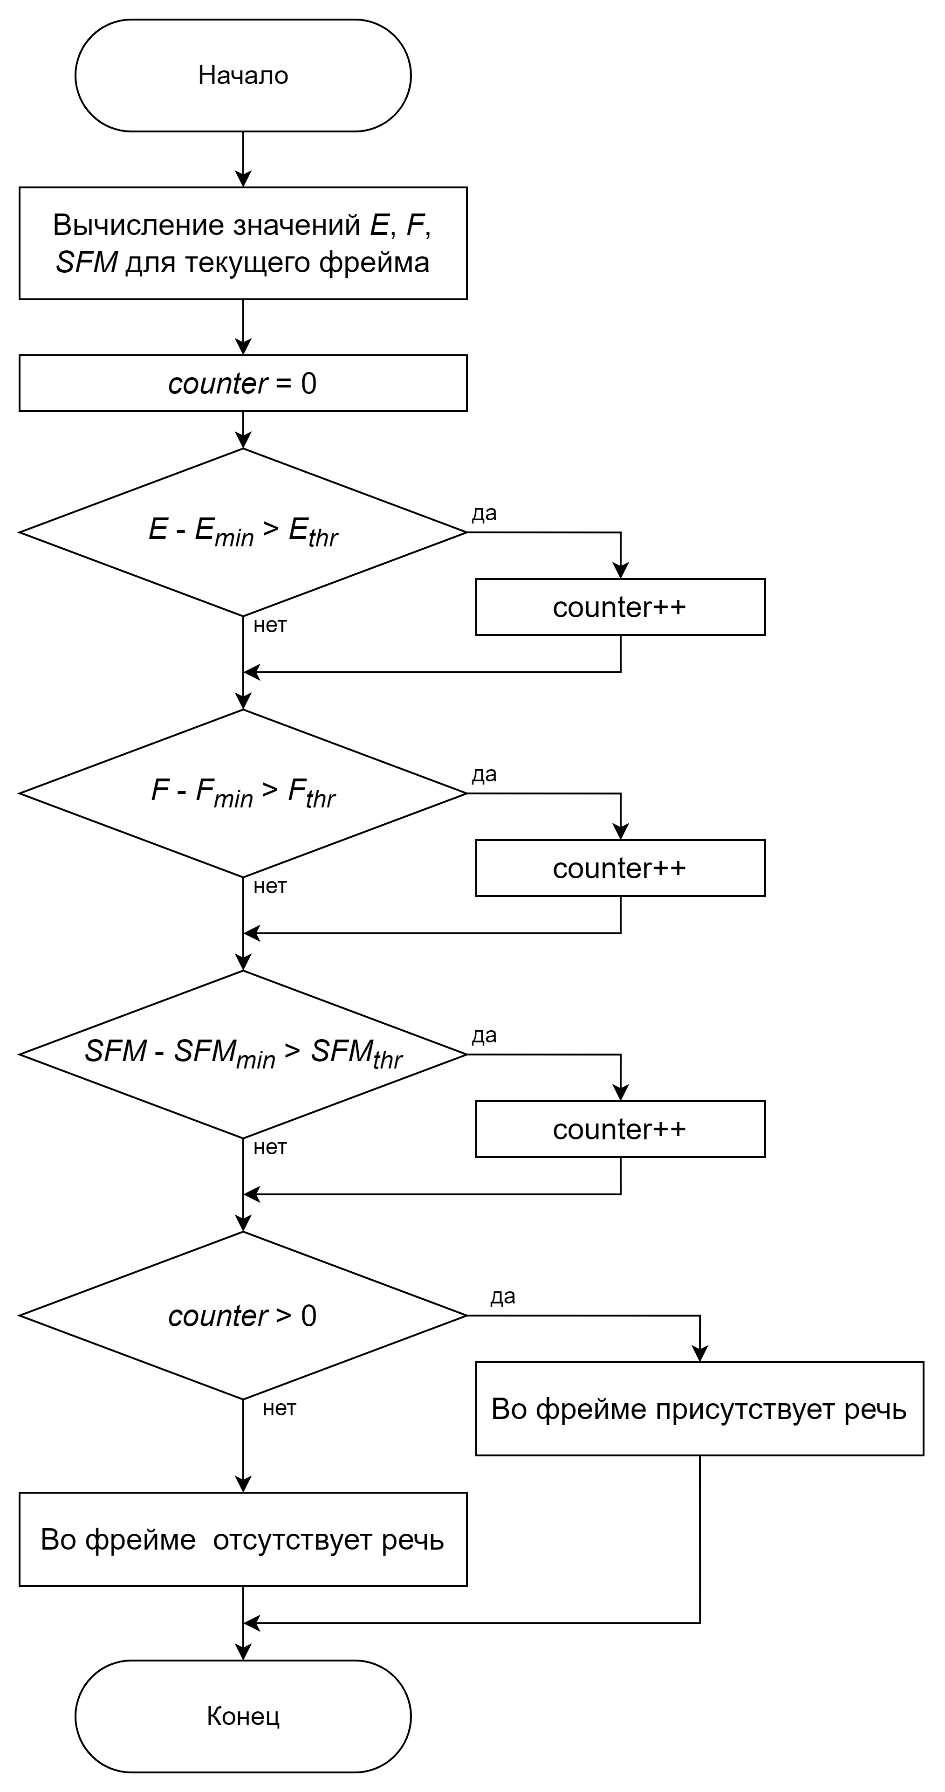 Начало
Вычисление значений E, F,
SFM для текущего фрейма
counter = 0
E - Emin > Ethr
да
counter++
нет
F - Fmin > Fthr
да
counter++
нет
SFM - SFMmin > SFMthr
да
counter++
нет
counter > 0
да
Во фрейме присутствует речь
нет
Во фрейме отсутствует речь
Конец